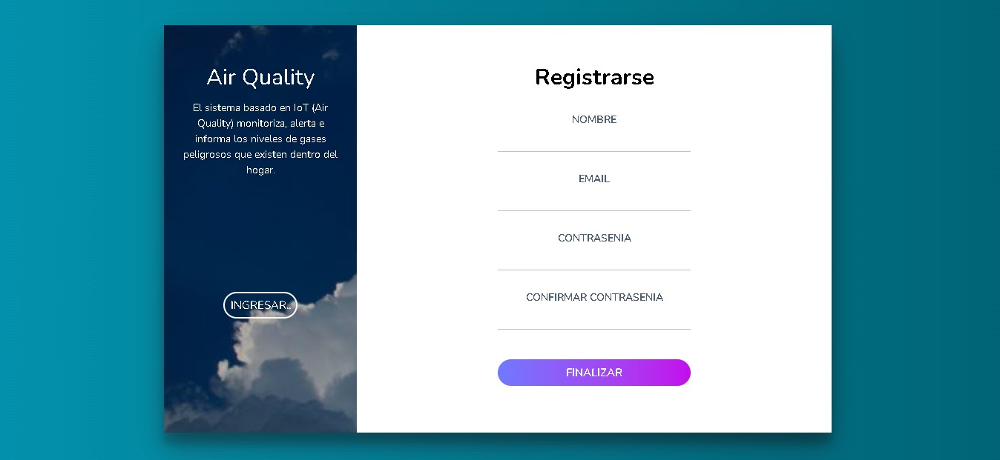 Air Quality
El sistema basado en IoT (Air
Quality) monitoriza, alerta e
informa los niveles de gases
peligrosos que existen dentro del
hogar.
INGRESAR..
Registrarse
NOMBRE
EMAIL
CONTRASENIA
CONFIRMAR CONTRASENIA
FINALIZAR